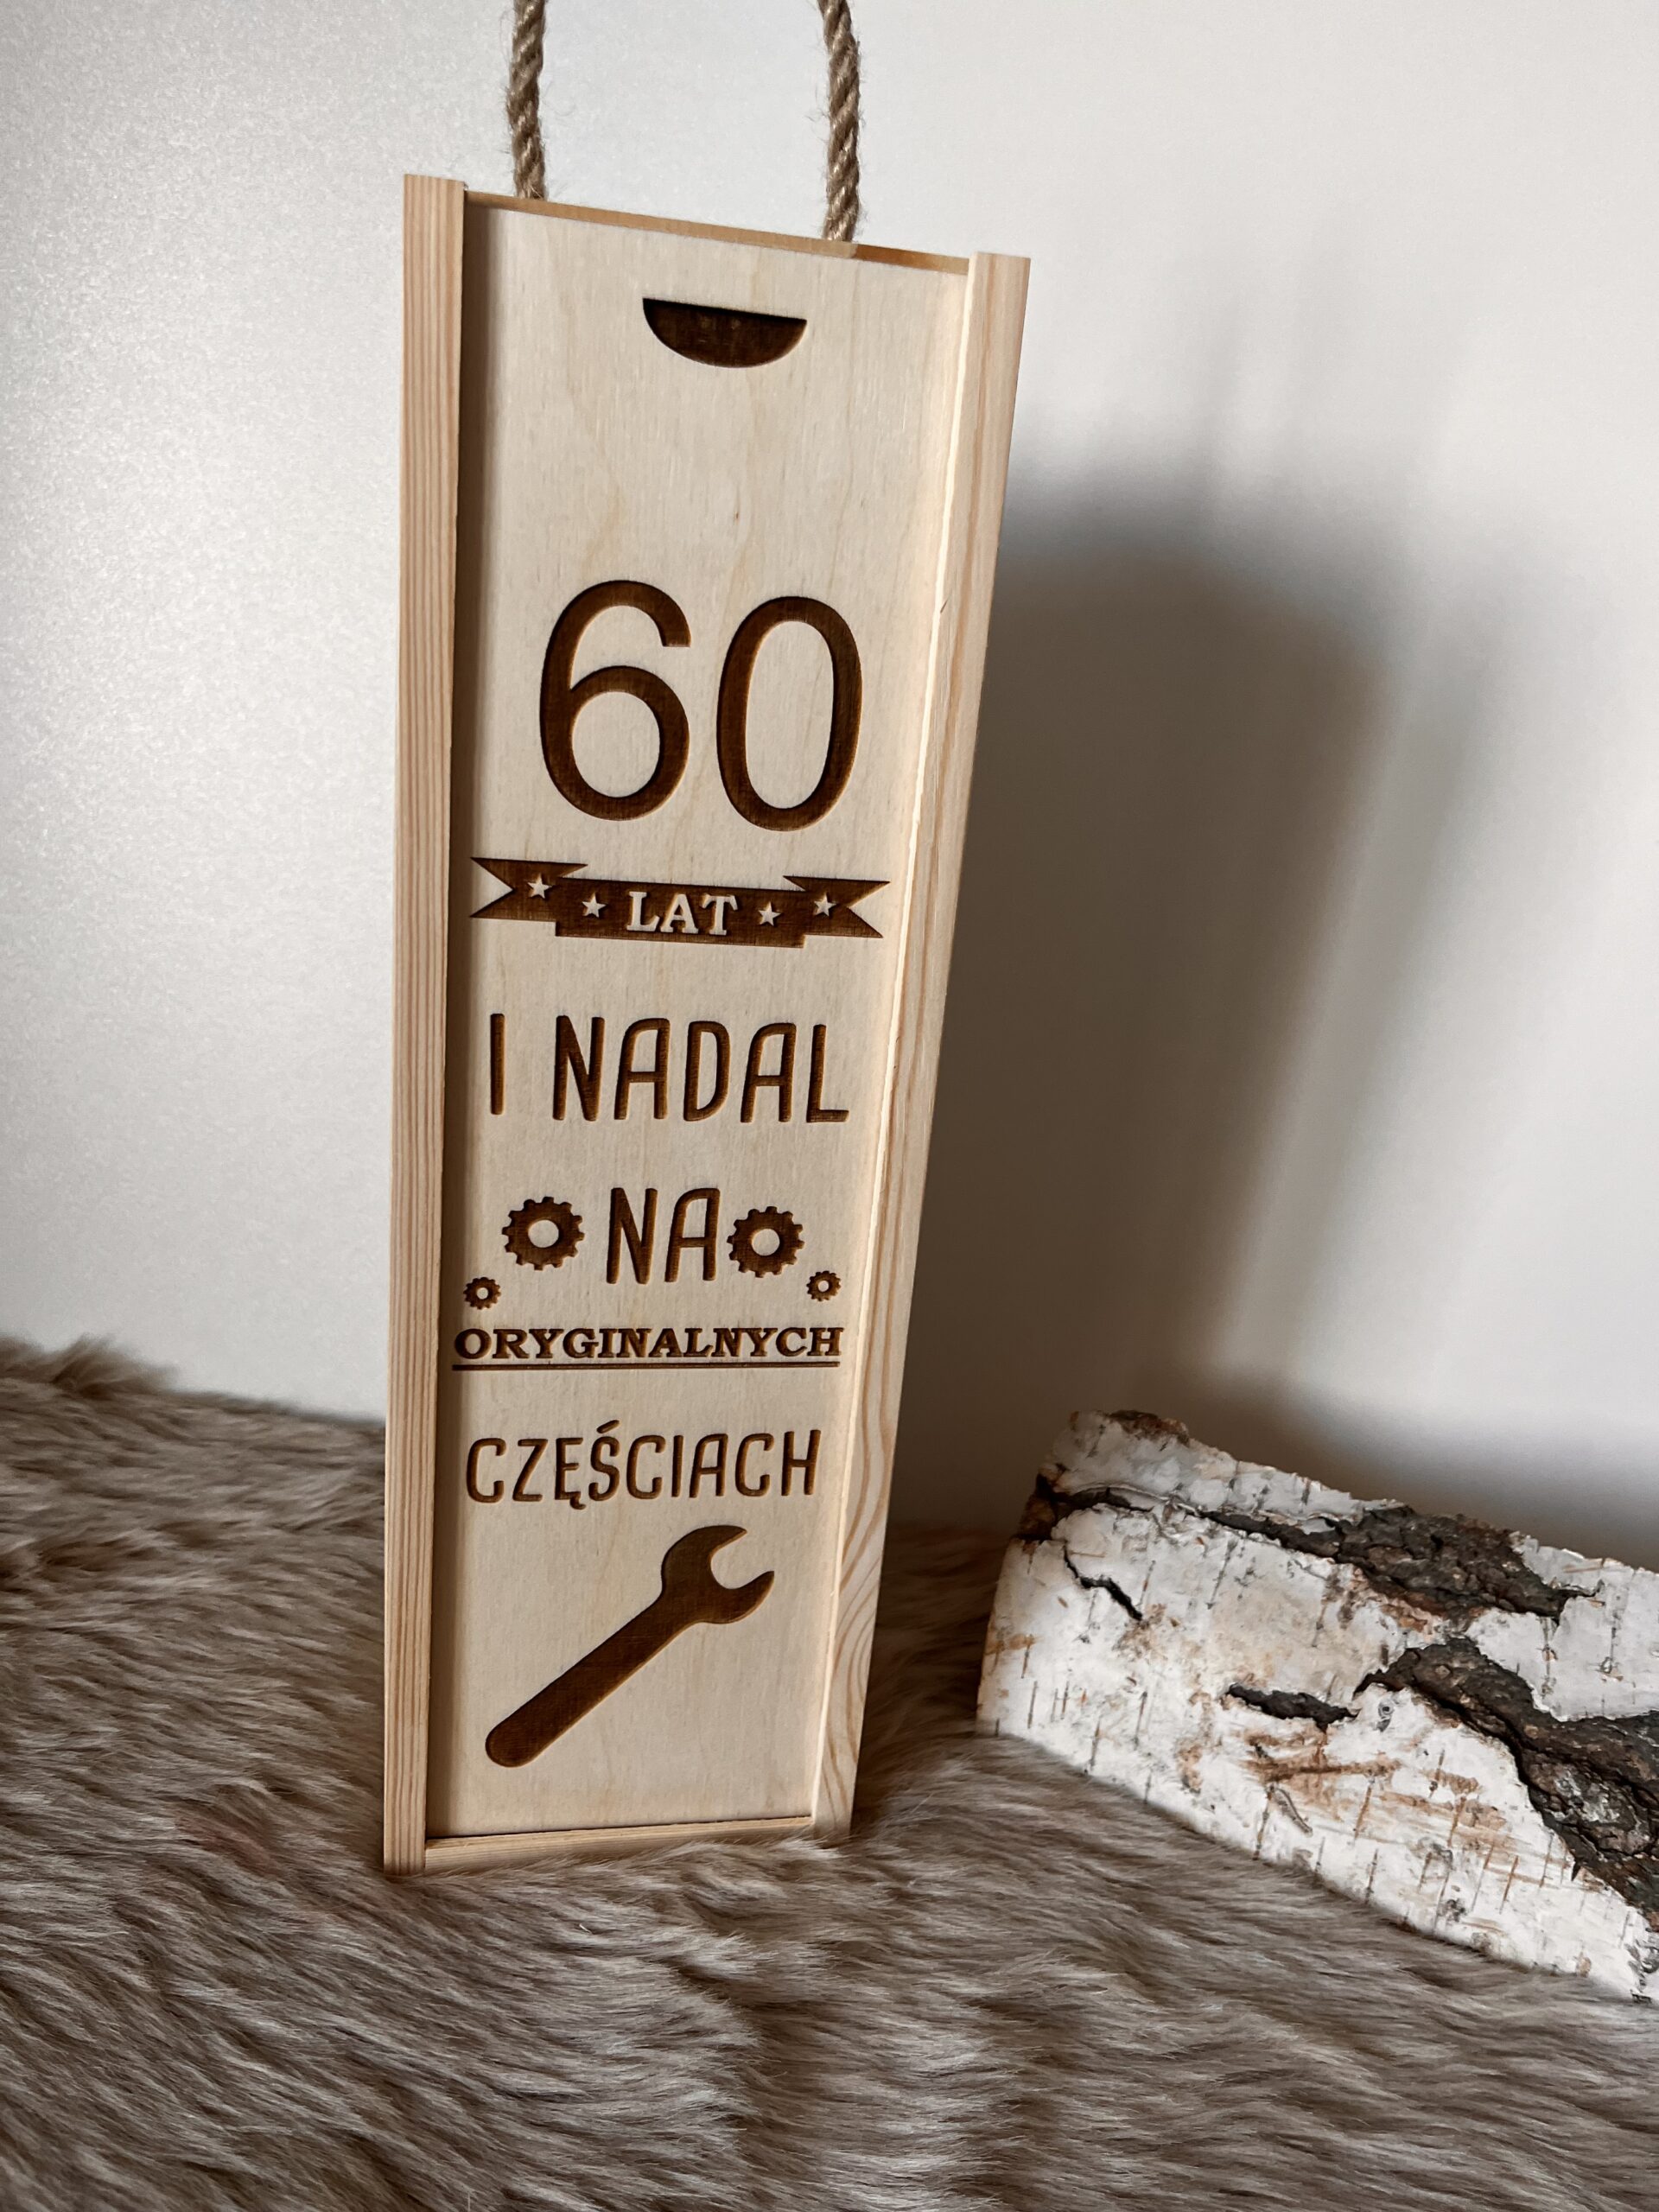 60
LAT
I NADAL
NA
ORYGINALNYCH
CZĘŚCIACH